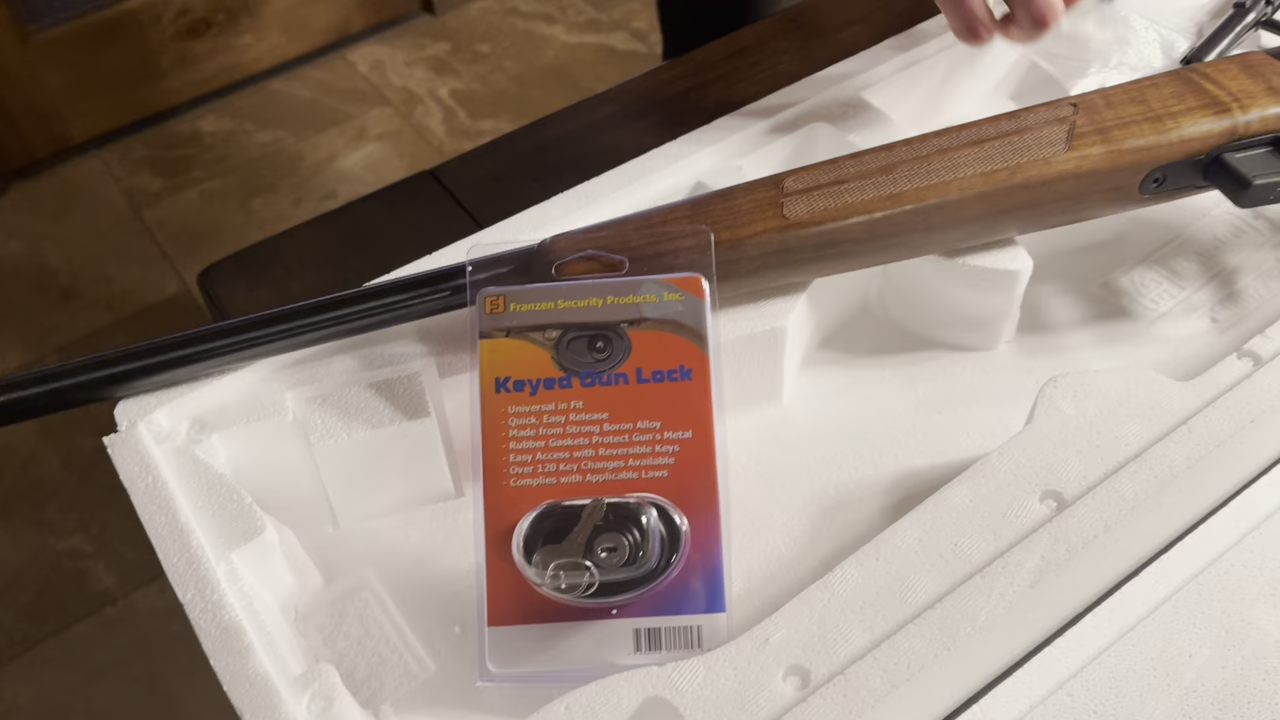 Franzen Security Products, Inc.
Keyed Gun Lock
- Universal in Fit
- Quick, Easy Release
- Made from Strong Boron Alloy
- Rubber Gaskets Protect Gun's Metal
- Easy Access with Reversible Keys
- Over 120 Key Changes Available
- Complies with Applicable Laws